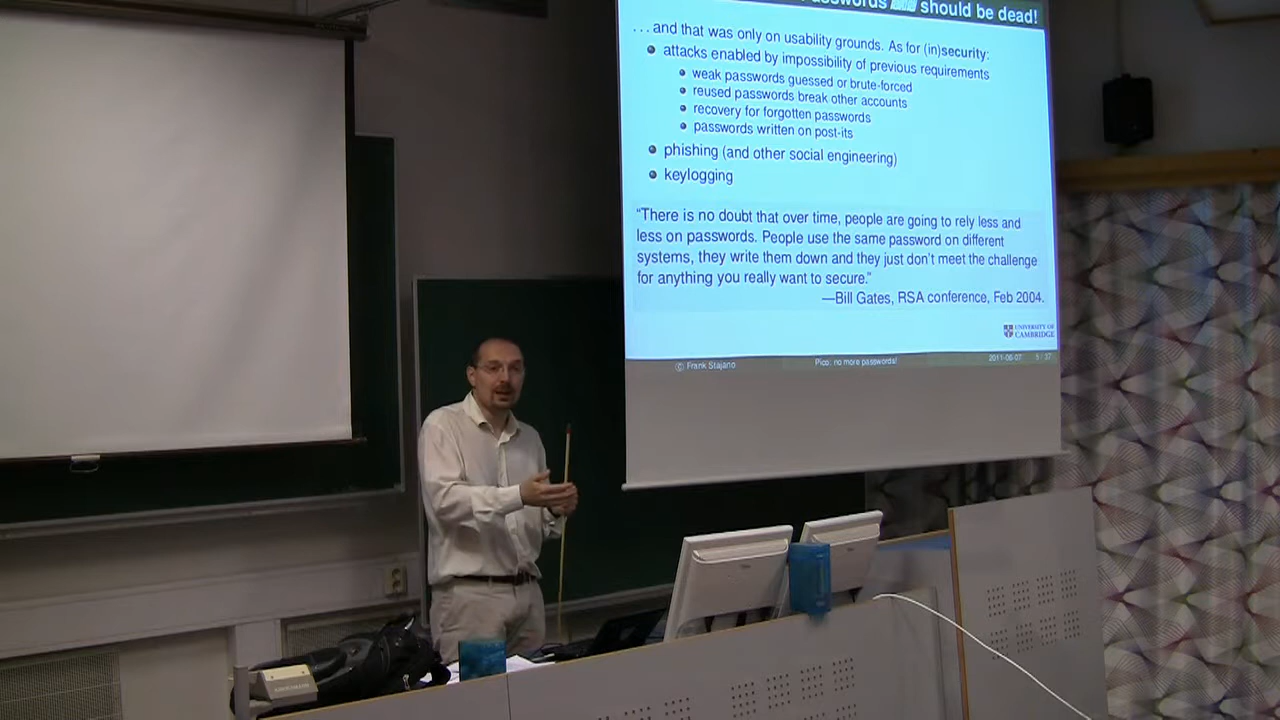 passwords should be dead!
...and that was only on usability grounds. As for (in)security:
attacks enabled by impossibility of previous requirements
weak passwords guessed or brute-forced
reused passwords break other accounts
recovery for forgotten passwords
passwords written on post-its
phishing (and other social engineering)
keylogging
“There is no doubt that over time, people are going to rely less and
less on passwords. People use the same password on different
systems, they write them down and they just don't meet the challenge
for anything you really want to secure.”
—Bill Gates, RSA conference, Feb 2004.
UNIVERSITY OF
CAMBRIDGE
© Frank Stajano Pico: no more passwords! 2011-06-07 5 / 37